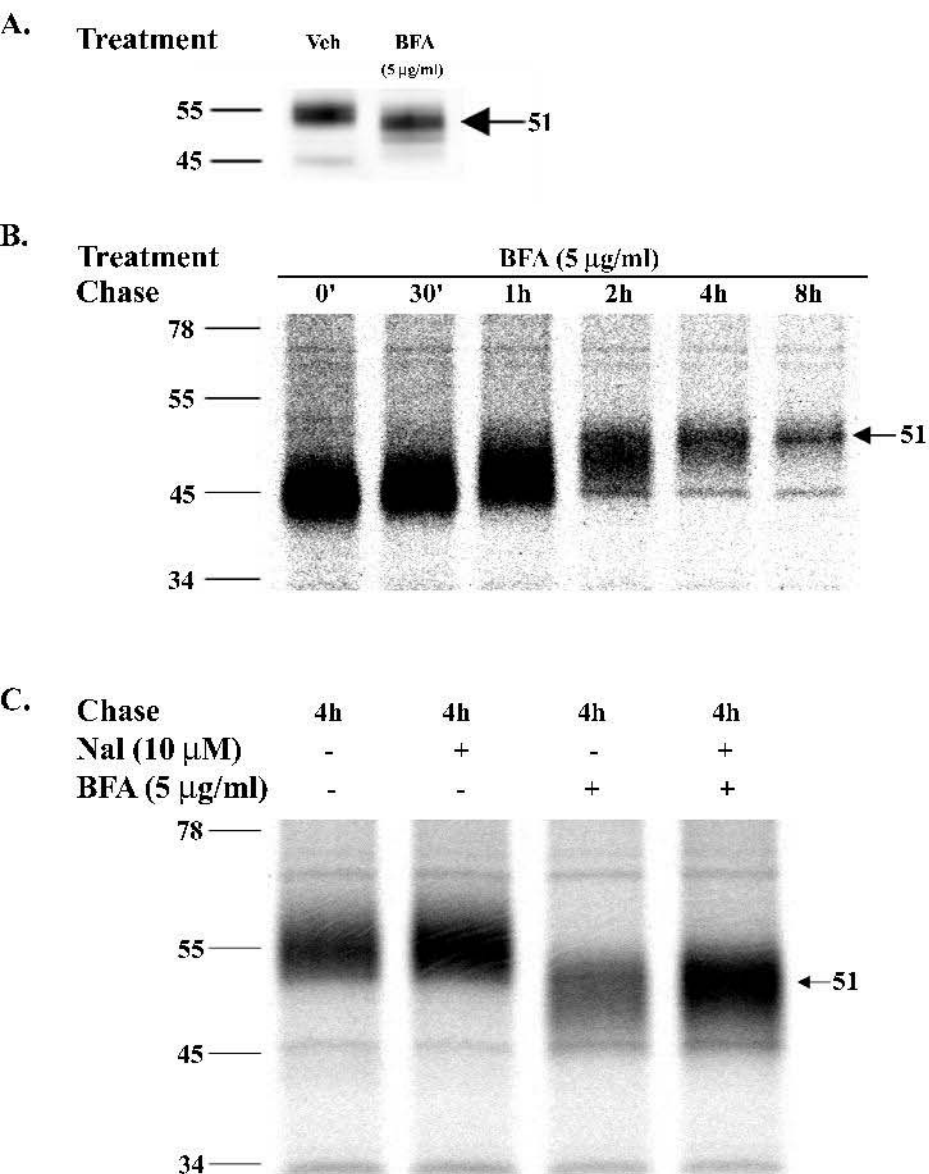 A.
Treatment Veh BFA
(5 μg/ml)
55
51
45
B.
Treatment BFA (5 μg/ml)
Chase 0' 30' 1h 2h 4h 8h
78
55
51
45
34
C.
Chase 4h 4h 4h 4h
Nal (10 μM) - + - +
BFA (5 μg/ml) - - + +
78
55
51
45
34